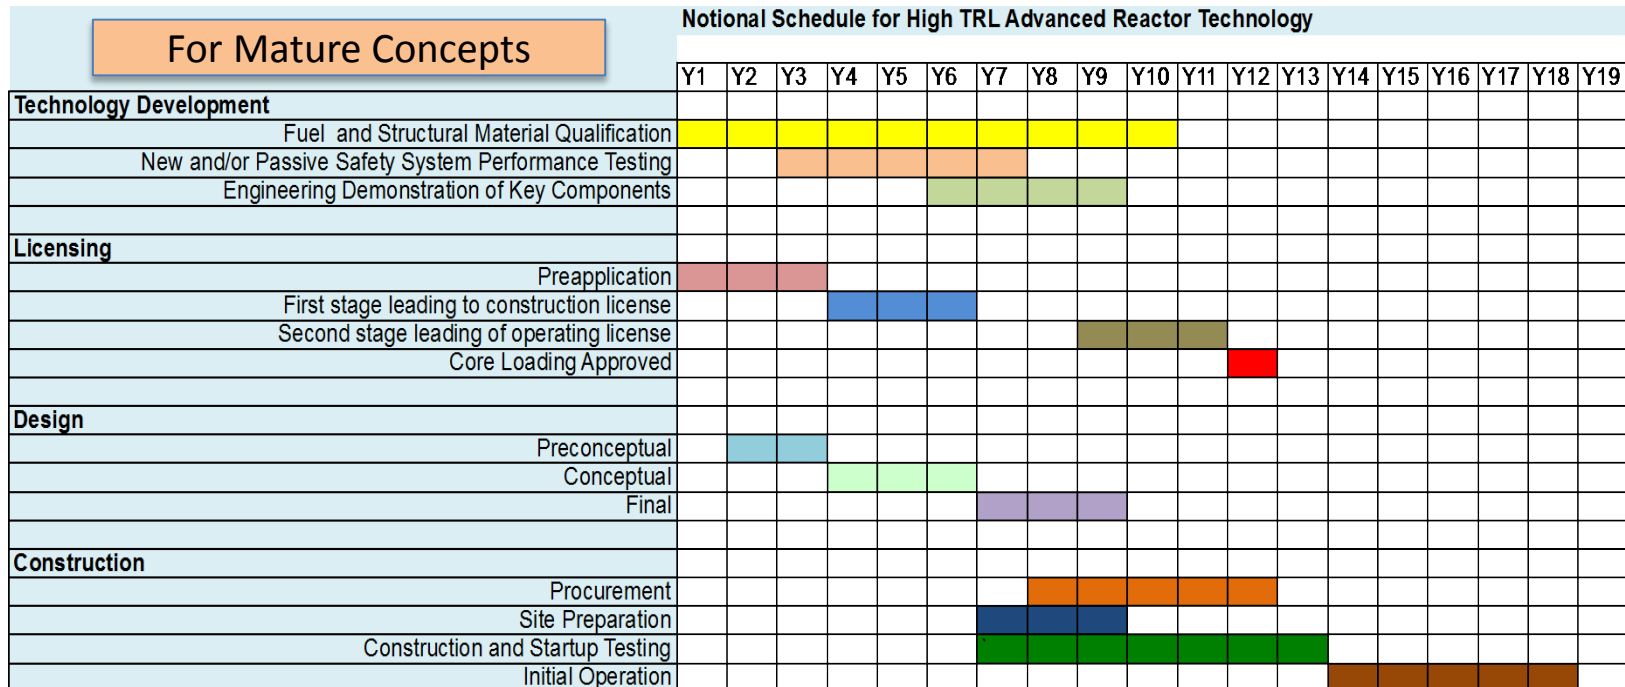 Notional Schedule for High TRL Advanced Reactor Technology
For Mature Concepts
Y1 Y2 Y3 Y4 Y5 Y6 Y7 Y8 Y9 Y10 Y11 Y12 Y13 Y14 Y15 Y16 Y17 Y18 Y19
Technology Development
Fuel and Structural Material Qualification
New and/or Passive Safety System Performance Testing
Engineering Demonstration of Key Components
Licensing
Preapplication
First stage leading to construction license
Second stage leading of operating license
Core Loading Approved
Design
Preconceptual
Conceptual
Final
Construction
Procurement
Site Preparation
Construction and Startup Testing
Initial Operation